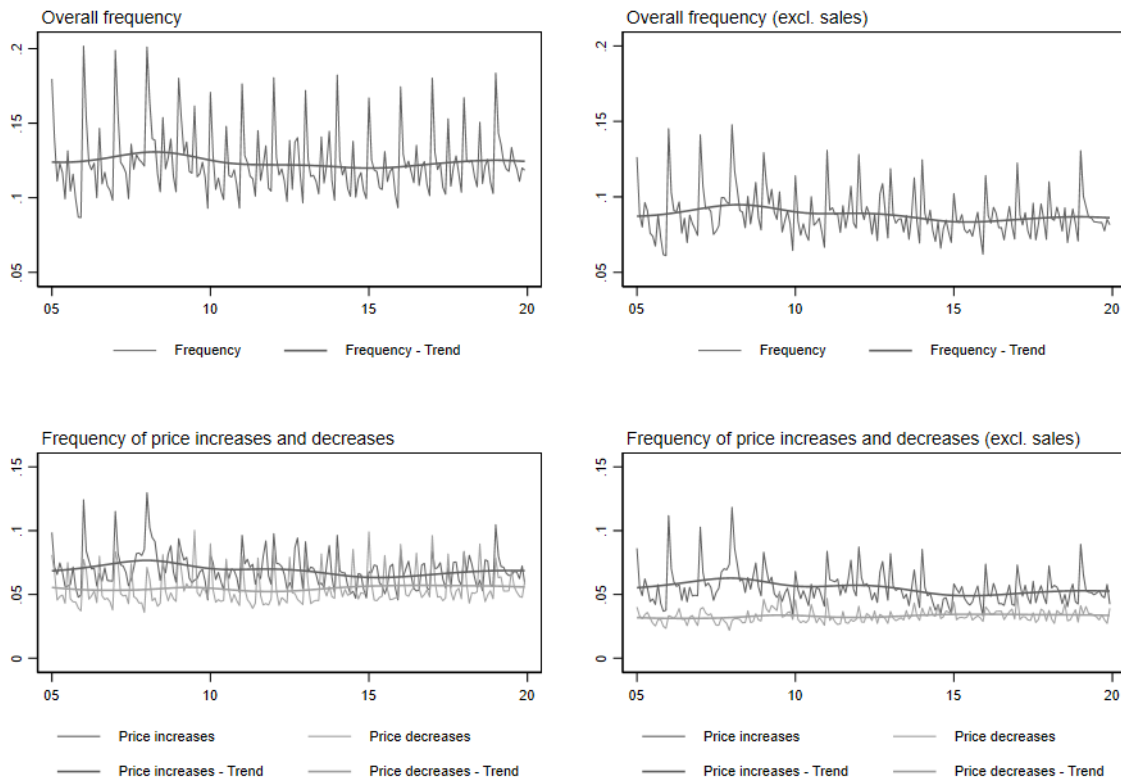 Overall frequency
.2
.15
.1
.05
05 10 15 20
Frequency Frequency - Trend
Overall frequency (excl. sales)
.2
.15
.1
.05
05 10 15 20
Frequency Frequency - Trend
Frequency of price increases and decreases
.15
.1
.05
0
05 10 15 20
Price increases Price decreases
Price increases - Trend Price decreases - Trend
Frequency of price increases and decreases (excl. sales)
.15
.1
.05
0
05 10 15 20
Price increases Price decreases
Price increases - Trend Price decreases - Trend